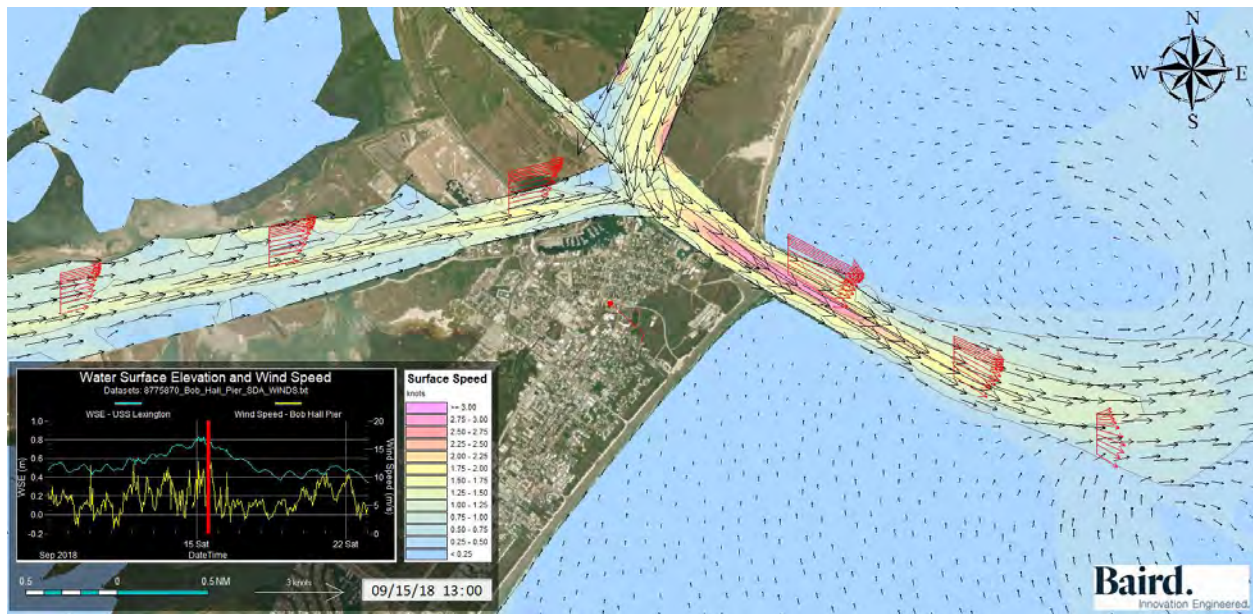 N
W E
S
Water Surface Elevation and Wind Speed
Datasets: 8775870_Bob_Hall_Pier_SDA_WINDS.txt
WSE - USS Lexington Wind Speed - Bob Hall Pier
1.0 20
0.8
15
0.6
0.4 10
0.2
5
0.0
-0.2 0
WSE (m)
Wind Speed (m/s)
15 Sat 22 Sat
Sep 2018 DateTime
Surface Speed
knots
>= 3.00
2.75 - 3.00
2.50 - 2.75
2.25 - 2.50
2.00 - 2.25
1.75 - 2.00
1.50 - 1.75
1.25 - 1.50
1.00 - 1.25
0.75 - 1.00
0.50 - 0.75
0.25 - 0.50
< 0.25
0.5 0 0.5 NM
3 knots
09/15/18 13:00
Baird.
Innovation Engineered.